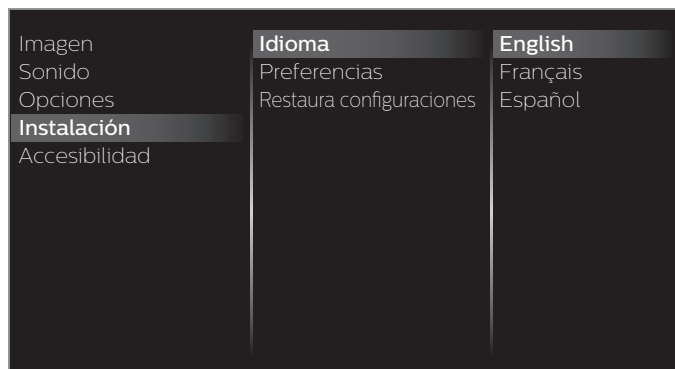 Imagen
Sonido
Opciones
Instalación
Accesibilidad
Idioma
Preferencias
Restaura configuraciones
English
Français
Español